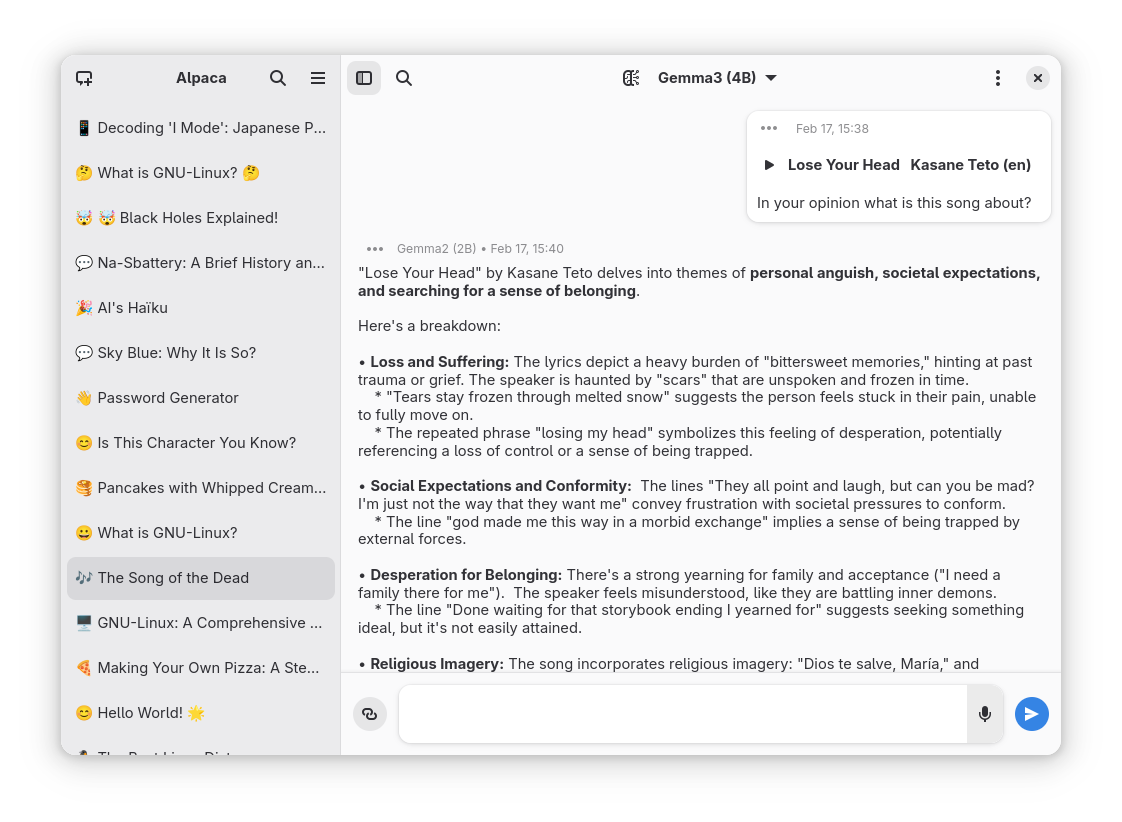 Alpaca
📱 Decoding 'I Mode': Japanese P...
🤔 What is GNU-Linux? 🤔
🤯 🤯 Black Holes Explained!
💬 Na-Sbattery: A Brief History an...
🎉 AI's Haïku
💬 Sky Blue: Why It Is So?
👋 Password Generator
😊 Is This Character You Know?
🥞 Pancakes with Whipped Cream...
😀 What is GNU-Linux?
🎶 The Song of the Dead
🖥️ GNU-Linux: A Comprehensive ...
🍕 Making Your Own Pizza: A Ste...
😊 Hello World! 🌟
Gemma3 (4B)
Feb 17, 15:38
Lose Your Head Kasane Teto (en)
In your opinion what is this song about?
Gemma2 (2B) • Feb 17, 15:40
"Lose Your Head" by Kasane Teto delves into themes of personal anguish, societal expectations,
and searching for a sense of belonging.
Here's a breakdown:
• Loss and Suffering: The lyrics depict a heavy burden of "bittersweet memories," hinting at past
trauma or grief. The speaker is haunted by "scars" that are unspoken and frozen in time.
* "Tears stay frozen through melted snow" suggests the person feels stuck in their pain, unable
to fully move on.
* The repeated phrase "losing my head" symbolizes this feeling of desperation, potentially
referencing a loss of control or a sense of being trapped.
• Social Expectations and Conformity: The lines "They all point and laugh, but can you be mad?
I'm just not the way that they want me" convey frustration with societal pressures to conform.
* The line "god made me this way in a morbid exchange" implies a sense of being trapped by
external forces.
• Desperation for Belonging: There's a strong yearning for family and acceptance ("I need a
family there for me"). The speaker feels misunderstood, like they are battling inner demons.
* The line "Done waiting for that storybook ending I yearned for" suggests seeking something
ideal, but it's not easily attained.
• Religious Imagery: The song incorporates religious imagery: "Dios te salve, María," and